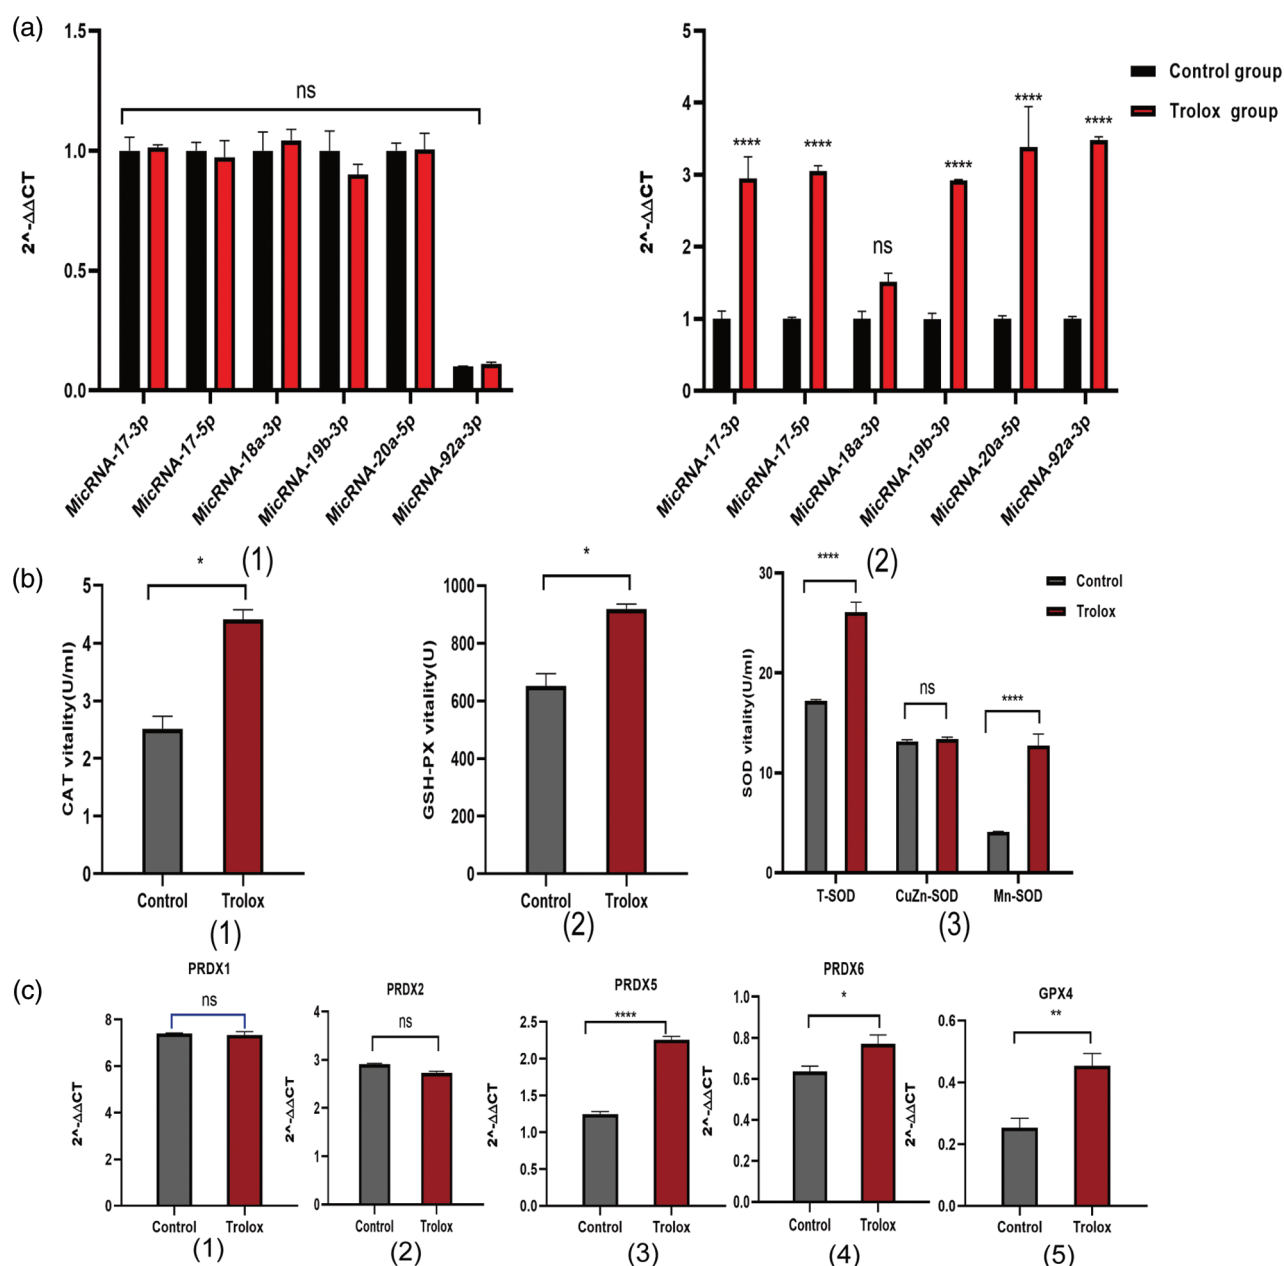 (a)
1.5
1.0
0.5
0.0
2^-ΔΔCT
ns
MicRNA-17-3p
MicRNA-17-5p
MicRNA-18a-3p
MicRNA-19b-3p
MicRNA-20a-5p
MicRNA-92a-3p
(1)
5
4
3
2
1
0
2^-ΔΔCT
****
****
ns
****
****
****
MicRNA-17-3p
MicRNA-17-5p
MicRNA-18a-3p
MicRNA-19b-3p
MicRNA-20a-5p
MicRNA-92a-3p
(2)
Control group
Trolox group
(b)
5
4
3
2
1
0
CAT vitality(U/ml)
*
Control
Trolox
(1)
1000
800
600
400
200
0
GSH-PX vitality(U)
*
Control
Trolox
(2)
30
20
10
0
SOD vitality(U/ml)
****
ns
****
T-SOD
CuZn-SOD
Mn-SOD
(3)
Control
Trolox
(c)
PRDX1
8
6
4
2
0
2^-ΔΔCT
ns
Control
Trolox
(1)
PRDX2
4
3
2
1
0
2^-ΔΔCT
ns
Control
Trolox
(2)
PRDX5
2.5
2.0
1.5
1.0
0.5
0.0
2^-ΔΔCT
****
Control
Trolox
(3)
PRDX6
1.0
0.8
0.6
0.4
0.2
0.0
2^-ΔΔCT
*
Control
Trolox
(4)
GPX4
0.6
0.4
0.2
0.0
2^-ΔΔCT
**
Control
Trolox
(5)